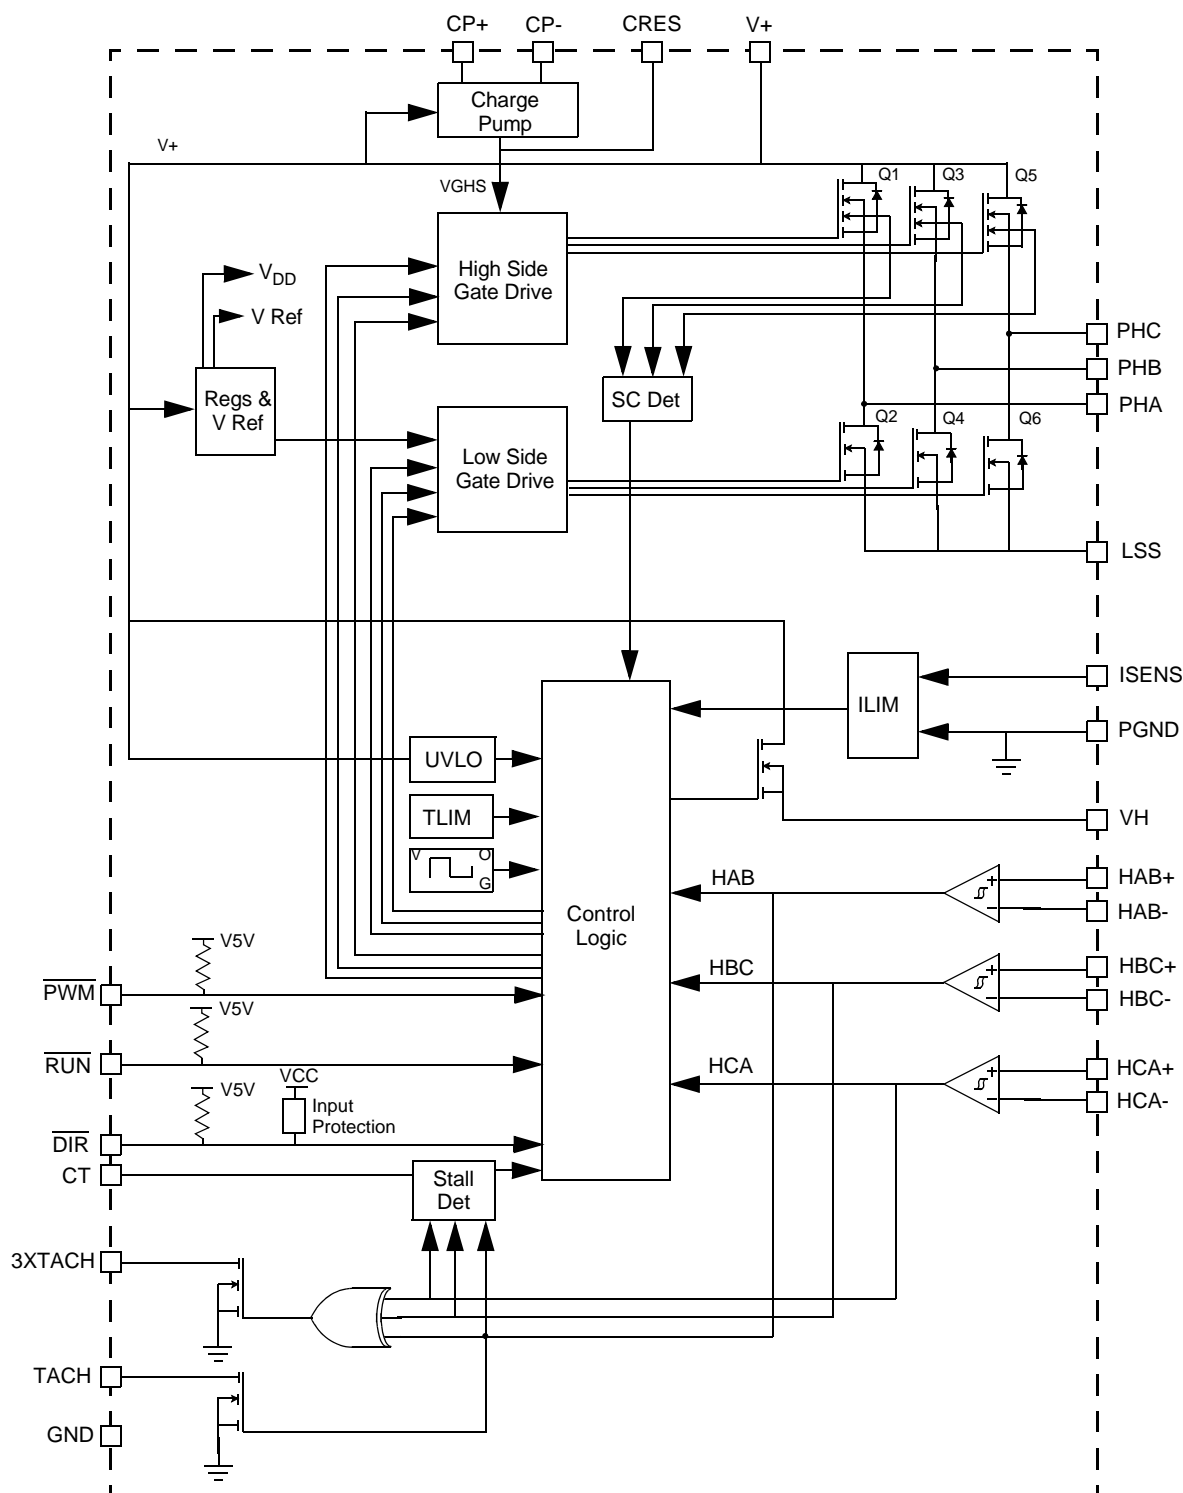 CP+ CP- CRES V+
Charge
Pump
V+
VGHS
Q1 Q3 Q5
High Side
Gate Drive
VDD
V Ref
PHC
PHB
PHA
Regs &
V Ref
SC Det
Q2 Q4 Q6
Low Side
Gate Drive
LSS
ISENS
ILIM
PGND
UVLO
TLIM
VH
V O
G
HAB
HAB+
HAB-
Control
Logic
V5V
PWM
HBC
HBC+
HBC-
V5V
RUN
HCA
HCA+
HCA-
V5V
VCC
Input
Protection
DIR
CT
Stall
Det
3XTACH
TACH
GND